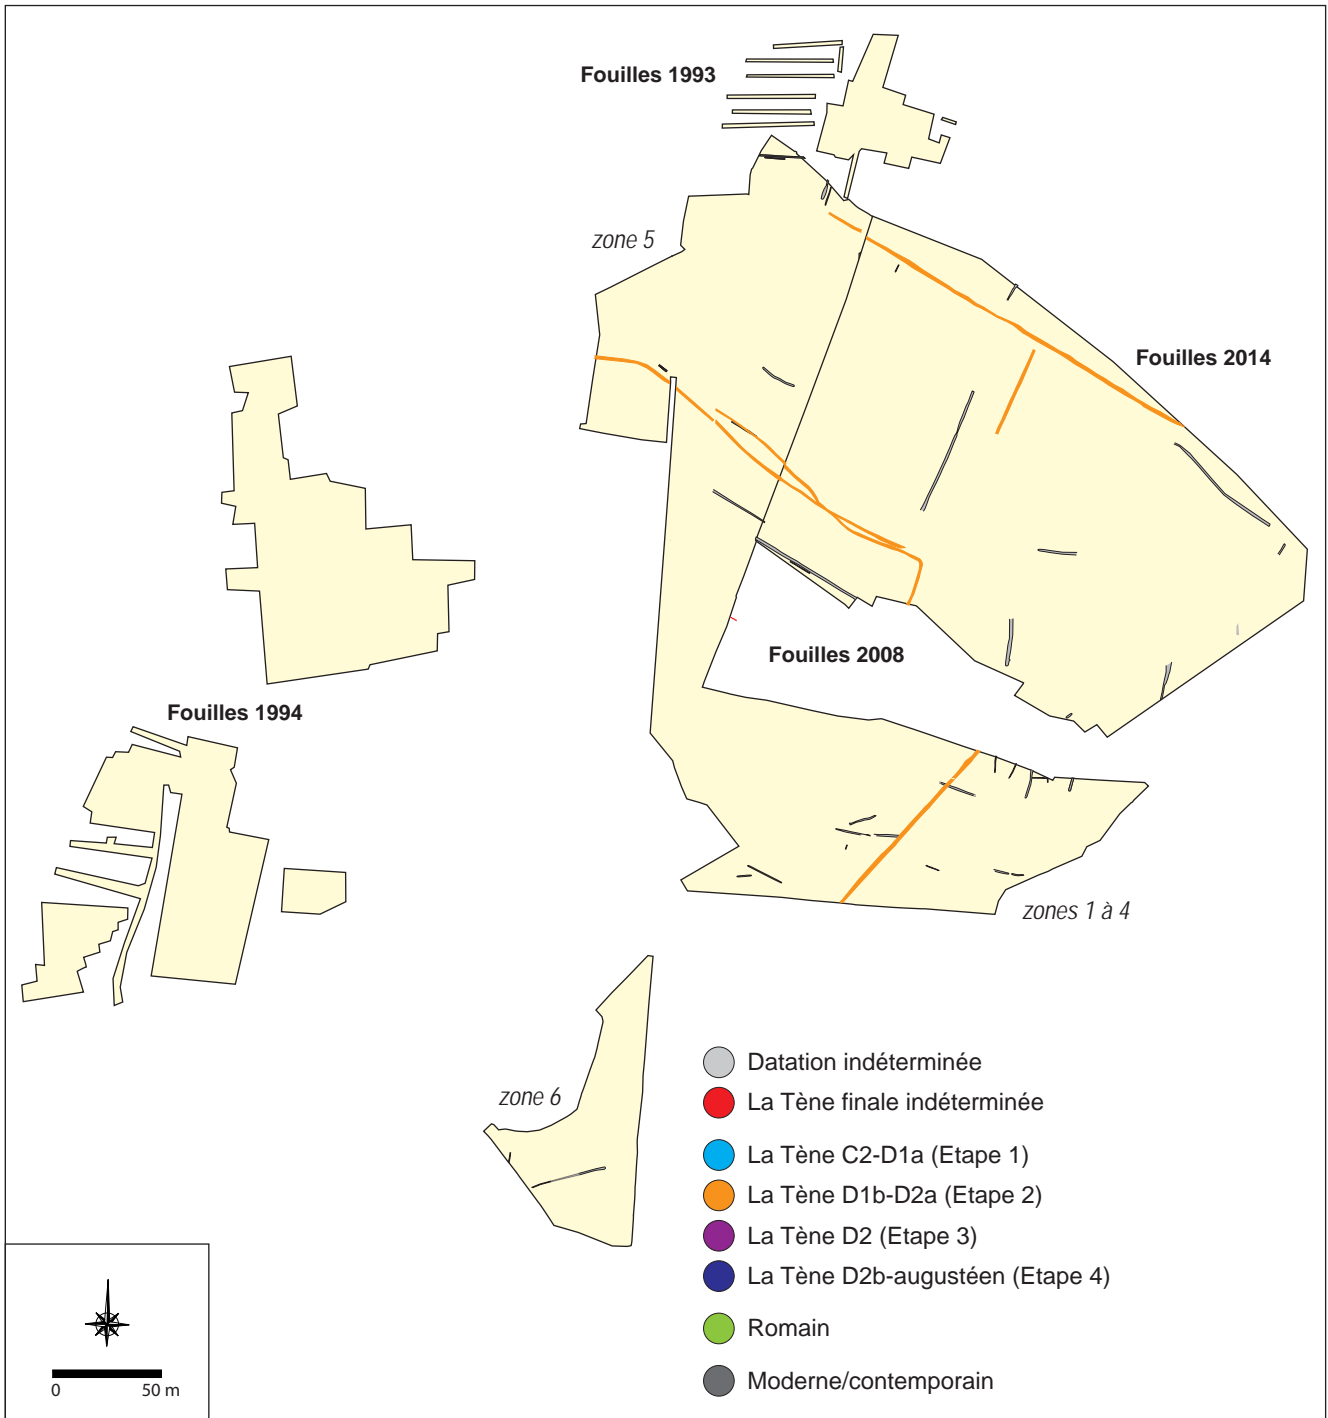 Fouilles 1993
zone 5
Fouilles 2014
Fouilles 2008
Fouilles 1994
zones 1 à 4
zone 6
Datation indéterminée
La Tène finale indéterminée
La Tène C2-D1a (Etape 1)
La Tène D1b-D2a (Etape 2)
La Tène D2 (Etape 3)
La Tène D2b-augustéen (Etape 4)
Romain
Moderne/contemporain
0 50 m